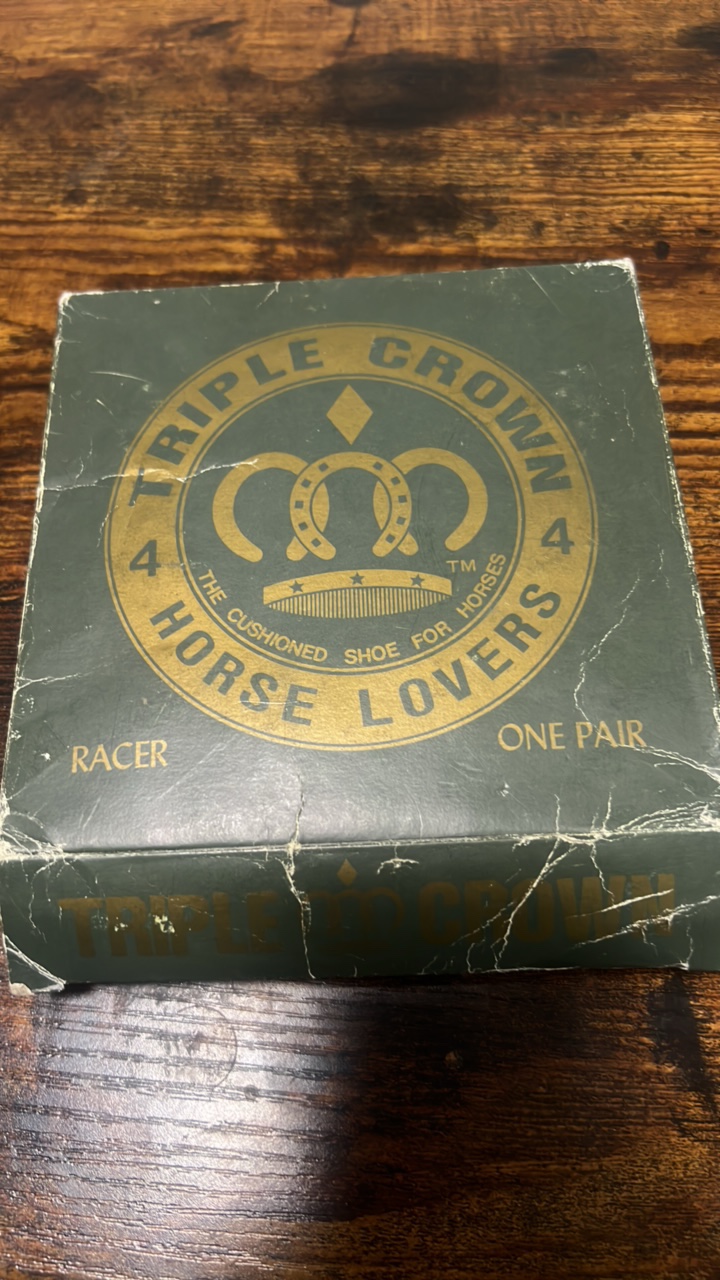 TRIPLE CROWN
4 4
HORSE LOVERS
THE CUSHIONED SHOE FOR HORSES
TM
RACER
ONE PAIR
TRIPLE CROWN